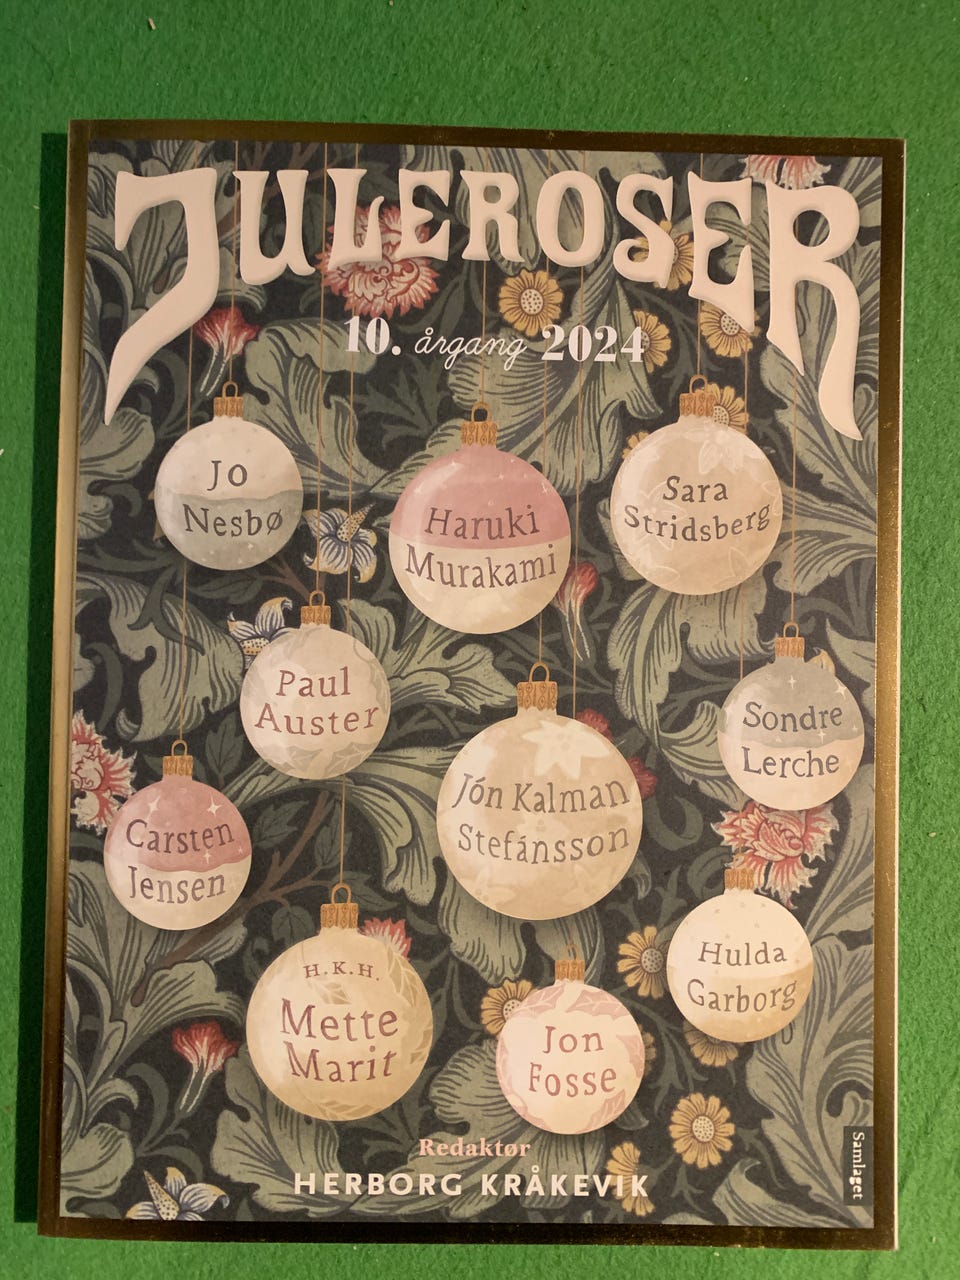 JULEROSER
10. årgang 2024
Jo
Nesbø
Haruki
Murakami
Sara
Stridsberg
Paul
Auster
Sondre
Lerche
Jón Kalman
Stefánsson
Carsten
Jensen
Hulda
Garborg
H.K.H.
Mette
Marit
Jon
Fosse
Redaktør
HERBORG KRÅKEVIK
Samlaget